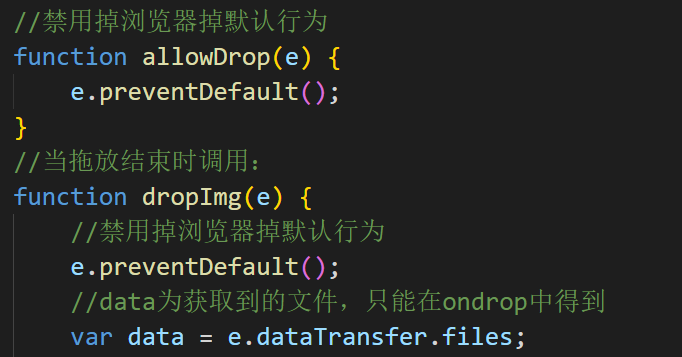 //禁用掉浏览器掉默认行为
function allowDrop(e) {
    e.preventDefault();
}
//当拖放结束时调用：
function dropImg(e) {
    //禁用掉浏览器掉默认行为
    e.preventDefault();
    //data为获取到的文件，只能在ondrop中得到
    var data = e.dataTransfer.files;